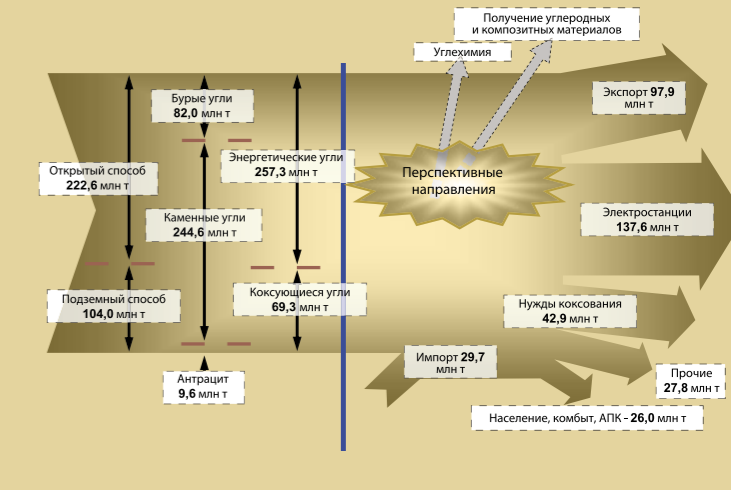 Получение углеродных
и композитных материалов
Углехимия
Бурые угли
82,0 млн т
Экспорт 97,9
млн т
Открытый способ
222,6 млн т
Энергетические угли
257,3 млн т
Перспективные
направления
Каменные угли
244,6 млн т
Электростанции
137,6 млн т
Подземный способ
104,0 млн т
Коксующиеся угли
69,3 млн т
Нужды коксования
42,9 млн т
Импорт 29,7
млн т
Антрацит
9,6 млн т
Прочие
27,8 млн т
Население, комбыт, АПК – 26,0 млн т